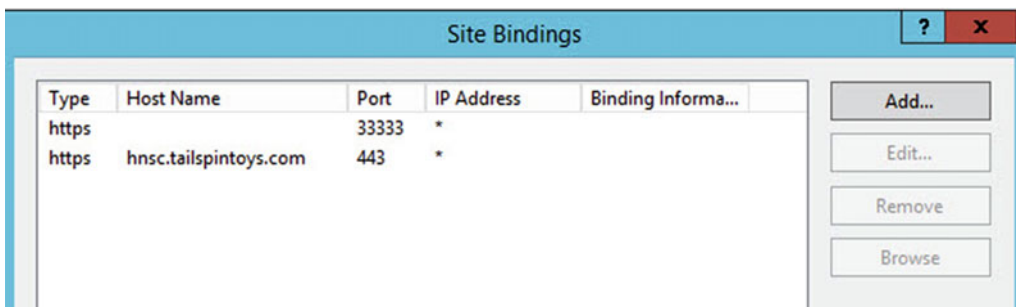 Site Bindings
? x
Type Host Name Port IP Address Binding Informa...
https 33333 *
https hnsc.tailspintoys.com 443 *
Add...
Edit...
Remove
Browse